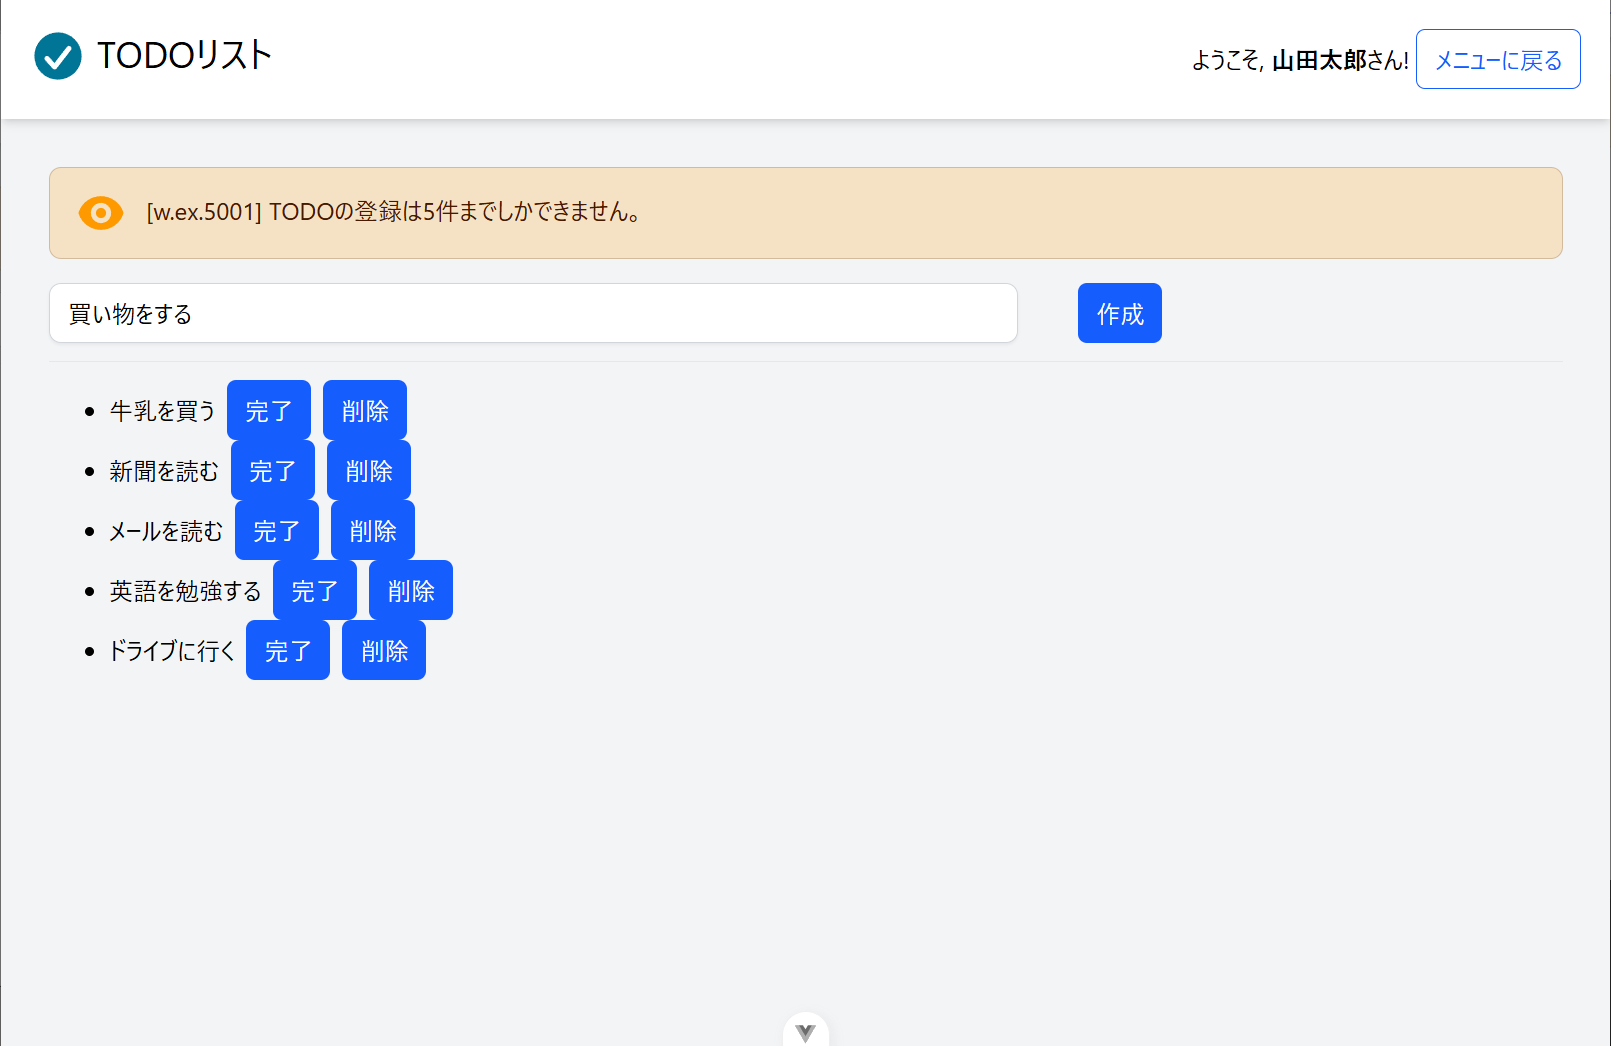 TODOリスト
ようこそ, 山田太郎さん! メニューに戻る
[w.ex.5001] TODOの登録は5件までしかできません。
買い物をする 作成
牛乳を買う 完了 削除
新聞を読む 完了 削除
メールを読む 完了 削除
英語を勉強する 完了 削除
ドライブに行く 完了 削除